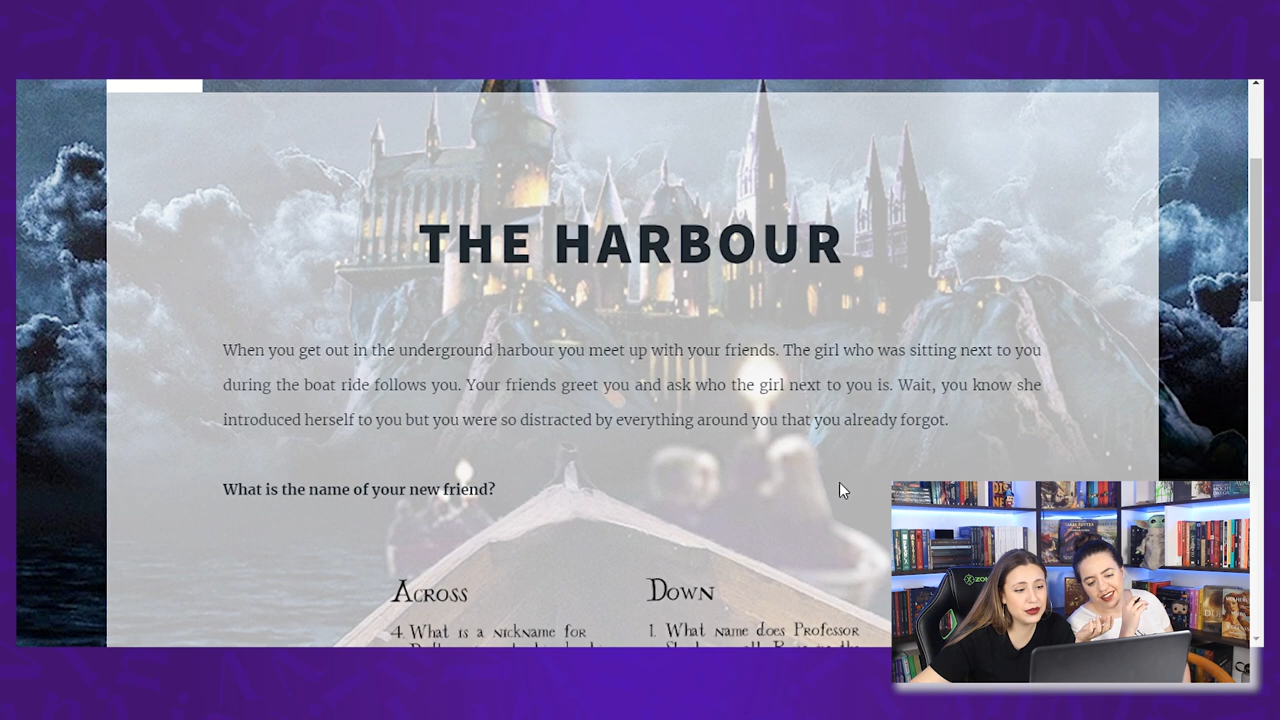 THE HARBOUR
When you get out in the underground harbour you meet up with your friends. The girl who was sitting next to you
during the boat ride follows you. Your friends greet you and ask who the girl next to you is. Wait, you know she
introduced herself to you but you were so distracted by everything around you that you already forgot.
What is the name of your new friend?
Across
4. What is a nickname for
Down
1. What name does Professor